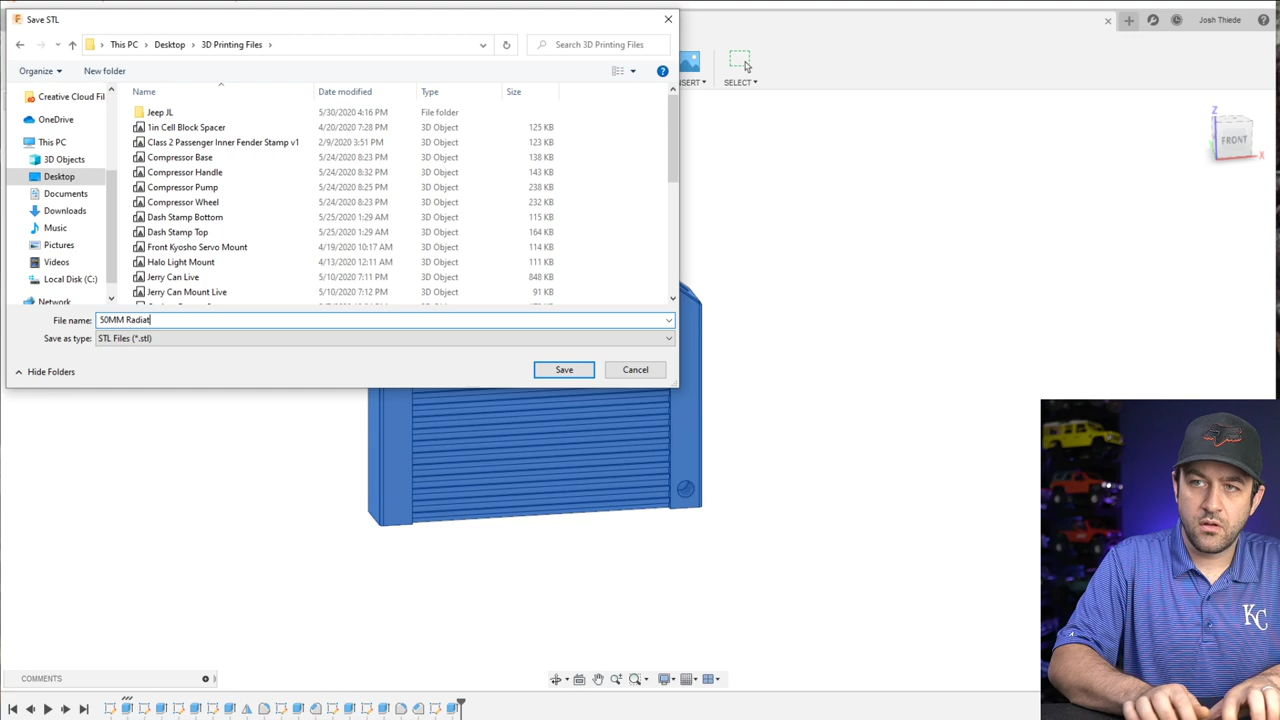 Save STL
This PC > Desktop > 3D Printing Files >
Search 3D Printing Files
Josh Thiede
Organize
New folder
INSERT
SELECT
Creative Cloud Fil
OneDrive
This PC
3D Objects
Desktop
Documents
Downloads
Music
Pictures
Videos
Local Disk (C:)
Network
Name Date modified Type Size
Jeep JL 5/30/2020 4:16 PM File folder
1in Cell Block Spacer 4/20/2020 7:28 PM 3D Object 125 KB
Class 2 Passenger Inner Fender Stamp v1 2/9/2020 3:51 PM 3D Object 123 KB
Compressor Base 5/24/2020 8:23 PM 3D Object 138 KB
Compressor Handle 5/24/2020 8:32 PM 3D Object 143 KB
Compressor Pump 5/24/2020 8:25 PM 3D Object 238 KB
Compressor Wheel 5/24/2020 8:23 PM 3D Object 232 KB
Dash Stamp Bottom 5/25/2020 1:29 AM 3D Object 115 KB
Dash Stamp Top 5/25/2020 1:29 AM 3D Object 164 KB
Front Kyosho Servo Mount 4/19/2020 10:17 AM 3D Object 114 KB
Halo Light Mount 4/13/2020 12:11 AM 3D Object 111 KB
Jerry Can Live 5/10/2020 7:11 PM 3D Object 848 KB
Jerry Can Mount Live 5/10/2020 7:12 PM 3D Object 91 KB
File name: 50MM Radiat
Save as type: STL Files (*.stl)
Hide Folders
Save
Cancel
Z
FRONT
X
KC
COMMENTS